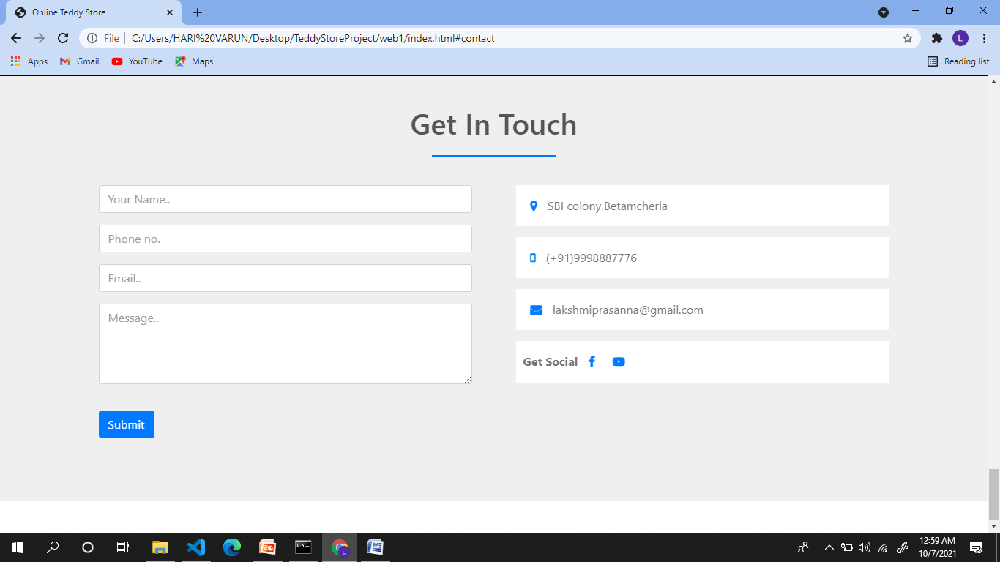 Online Teddy Store
File
C:/Users/HARI%20VARUN/Desktop/TeddyStoreProject/web1/index.html#contact
L
Apps
Gmail
YouTube
Maps
Reading list
Get In Touch
Your Name..
Phone no.
Email..
Message..
Submit
SBI colony,Betamcherla
(+91)9998887776
lakshmiprasanna@gmail.com
Get Social
12:59 AM
10/7/2021